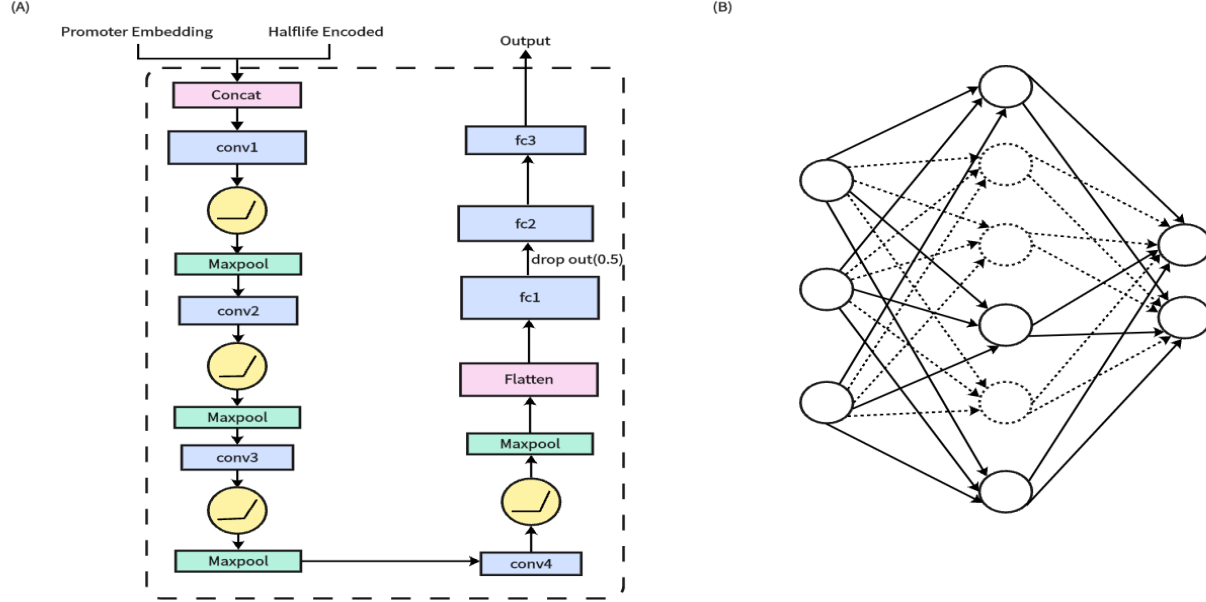 (A)
(B)
Promoter Embedding
Halflife Encoded
Concat
conv1
Maxpool
conv2
Maxpool
conv3
Maxpool
conv4
Maxpool
Flatten
fc1
drop out(0.5)
fc2
fc3
Output